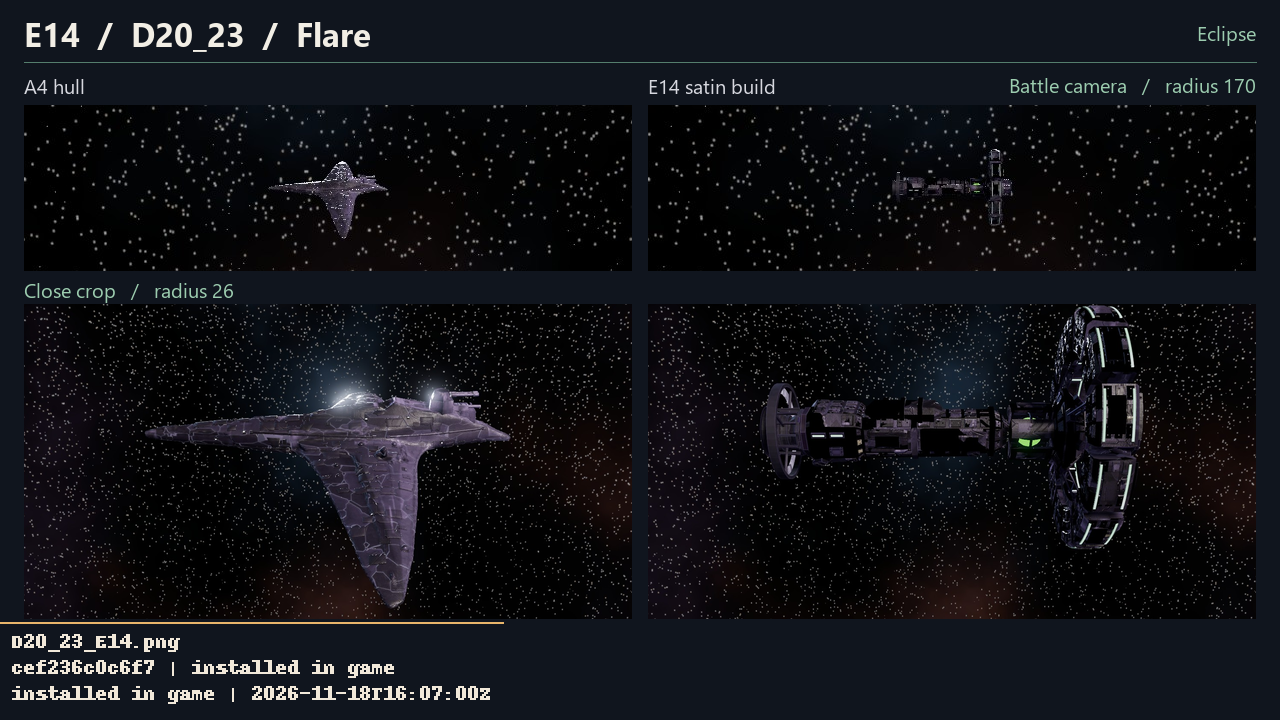 E14 / D20_23 / Flare
Eclipse
A4 hull
E14 satin build
Battle camera / radius 170
Close crop / radius 26
D20_23_E14.png
cef236c0c6f7 | installed in game
installed in game | 2026-11-18T16:07:00Z